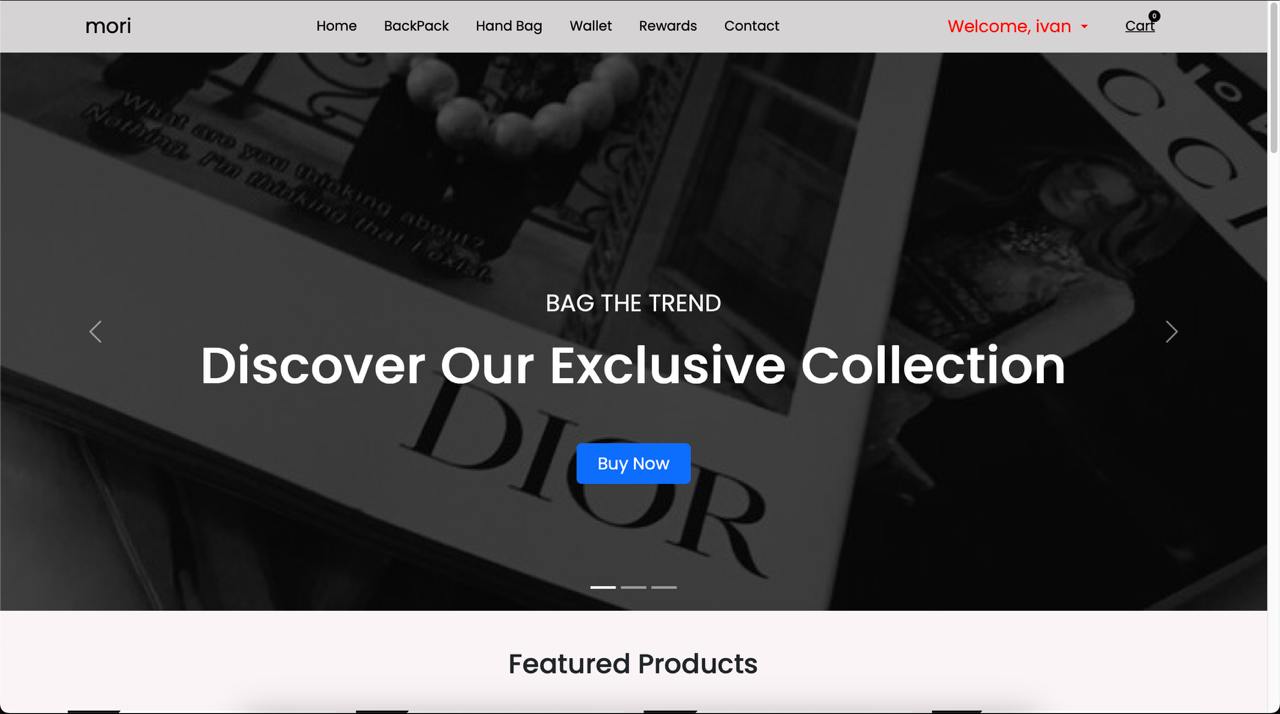 mori
Home BackPack Hand Bag Wallet Rewards Contact
Welcome, ivan
Cart
0
What are you thinking about?
Nothing, I'm thinking that I exist.
CCI
BAG THE TREND
Discover Our Exclusive Collection
DIOR
Buy Now
Featured Products